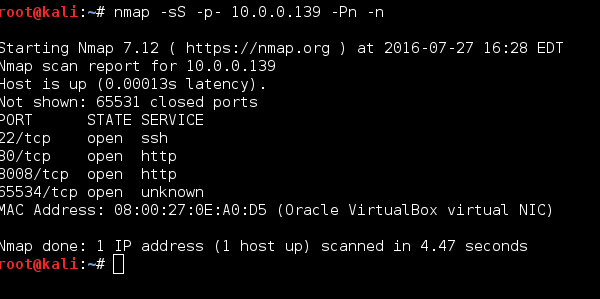 root@kali:~# nmap -sS -p- 10.0.0.139 -Pn -n
Starting Nmap 7.12 ( https://nmap.org ) at 2016-07-27 16:28 EDT
Nmap scan report for 10.0.0.139
Host is up (0.00013s latency).
Not shown: 65531 closed ports
PORT      STATE SERVICE
22/tcp    open  ssh
80/tcp    open  http
8008/tcp  open  http
65534/tcp open  unknown
MAC Address: 08:00:27:0E:A0:D5 (Oracle VirtualBox virtual NIC)
Nmap done: 1 IP address (1 host up) scanned in 4.47 seconds
root@kali:~#